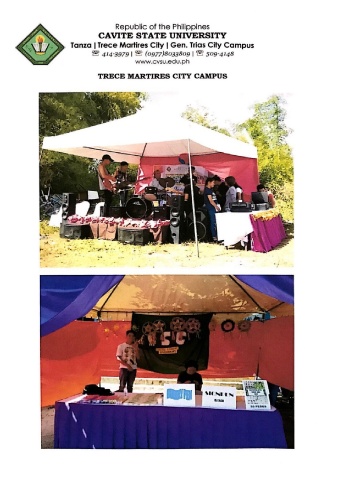 Republic of the Philippines
CAVITE STATE UNIVERSITY
Tanza | Trece Martires City | Gen. Trias City Campus
☏ 414-3979 | ☏ (0977)8033809 | ☏ 509-4148
www.cvsu.edu.ph
TRECE MARTIRES CITY CAMPUS